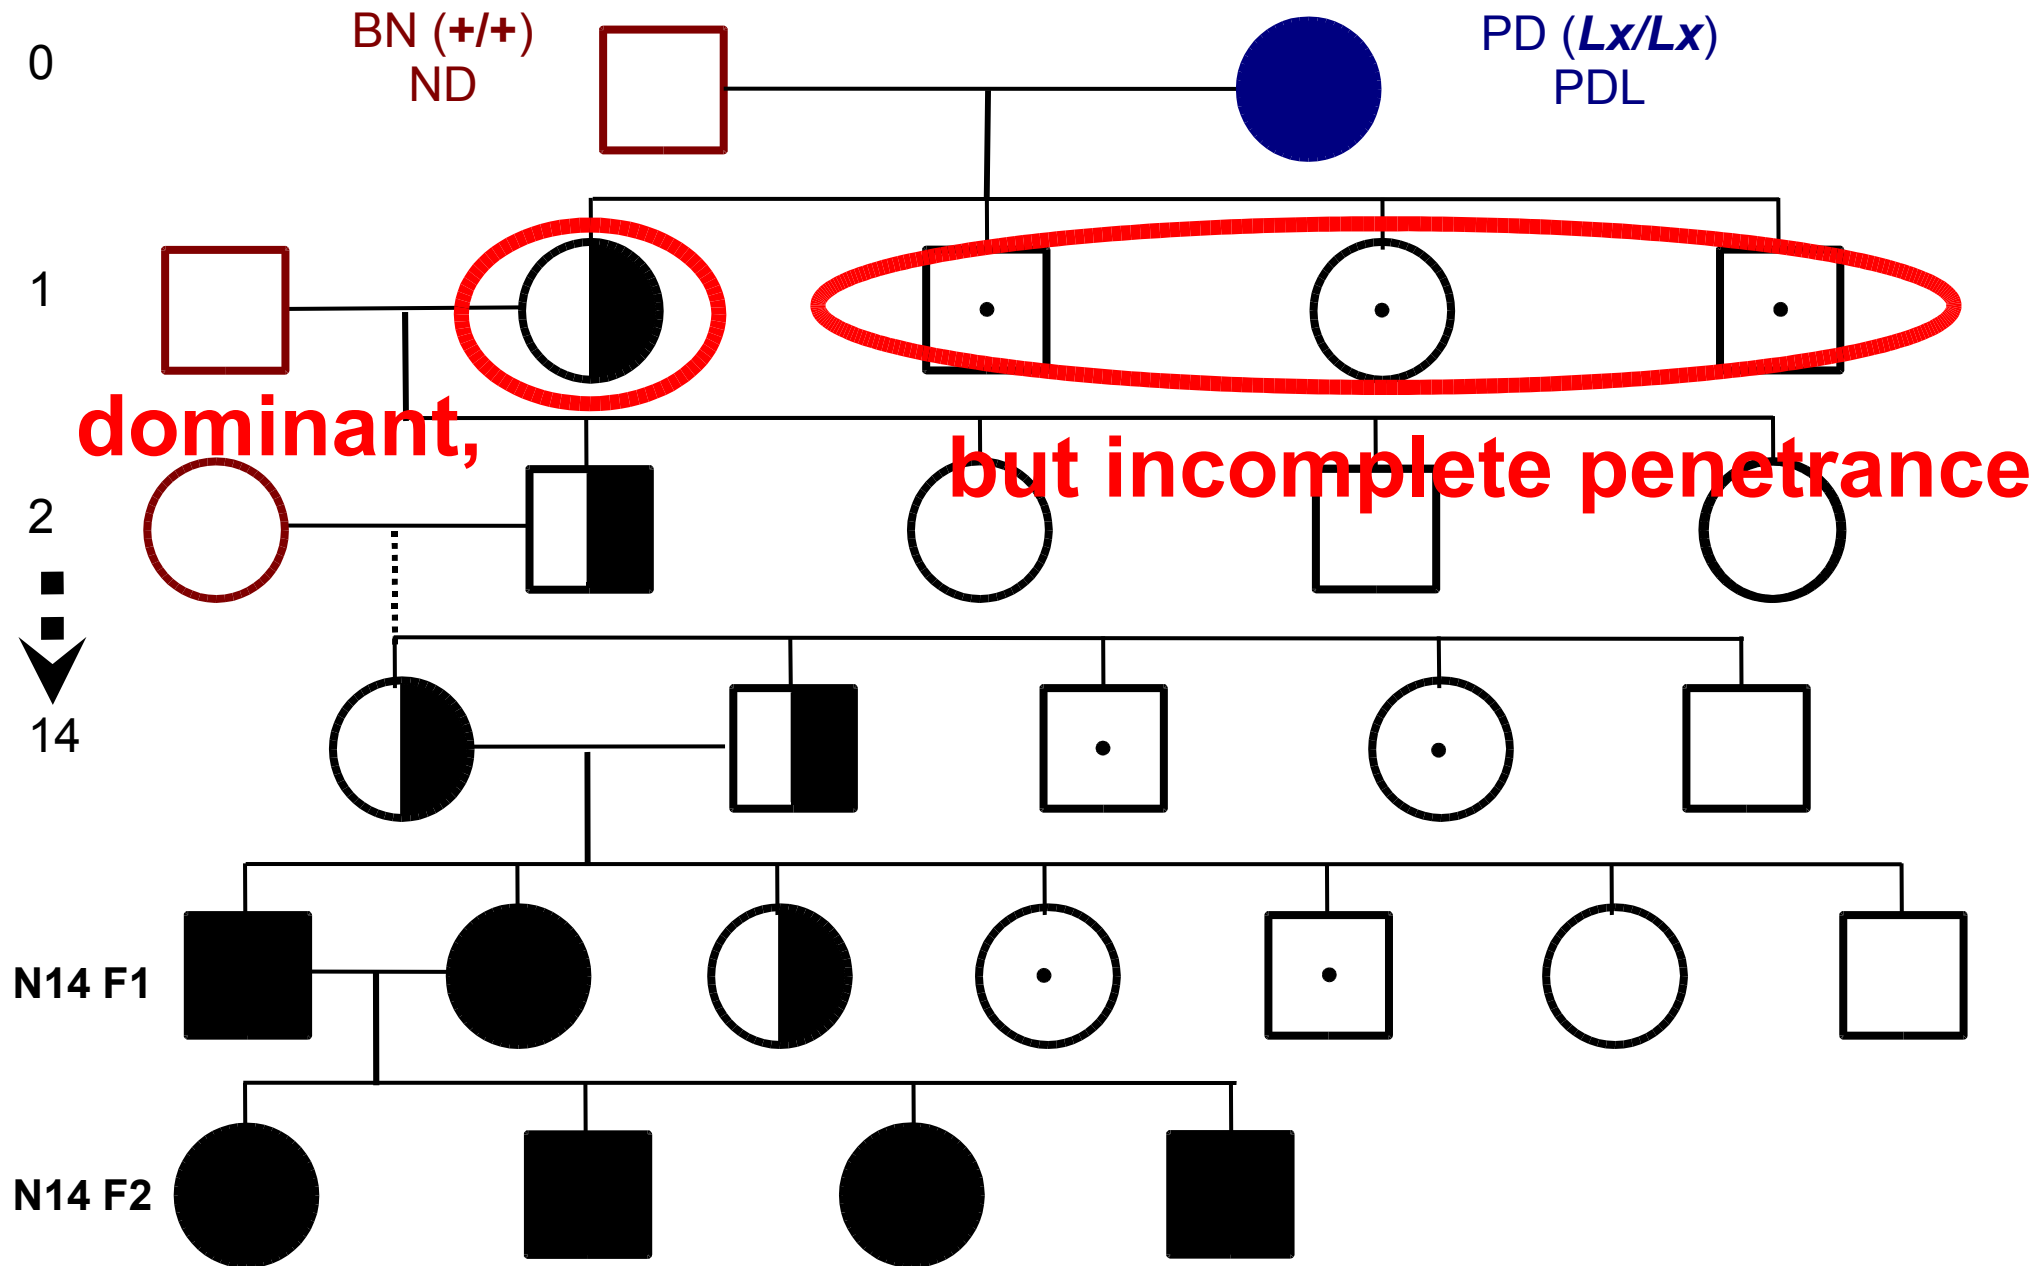 0
BN (+/+)
ND
PD (Lx/Lx)
PDL
1
dominant,
but incomplete penetrance
2
14
N14 F1
N14 F2